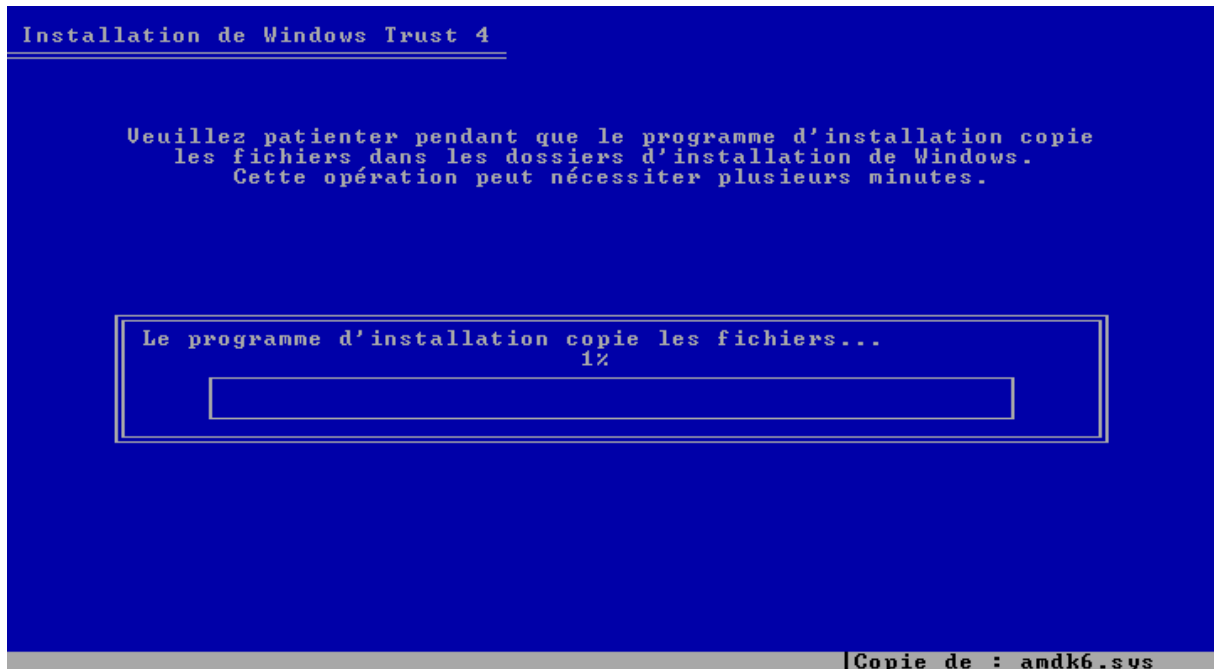 Installation de Windows Trust 4
Veuillez patienter pendant que le programme d'installation copie
les fichiers dans les dossiers d'installation de Windows.
Cette opération peut nécessiter plusieurs minutes.
Le programme d'installation copie les fichiers...
1%
Copie de : amdk6.sys